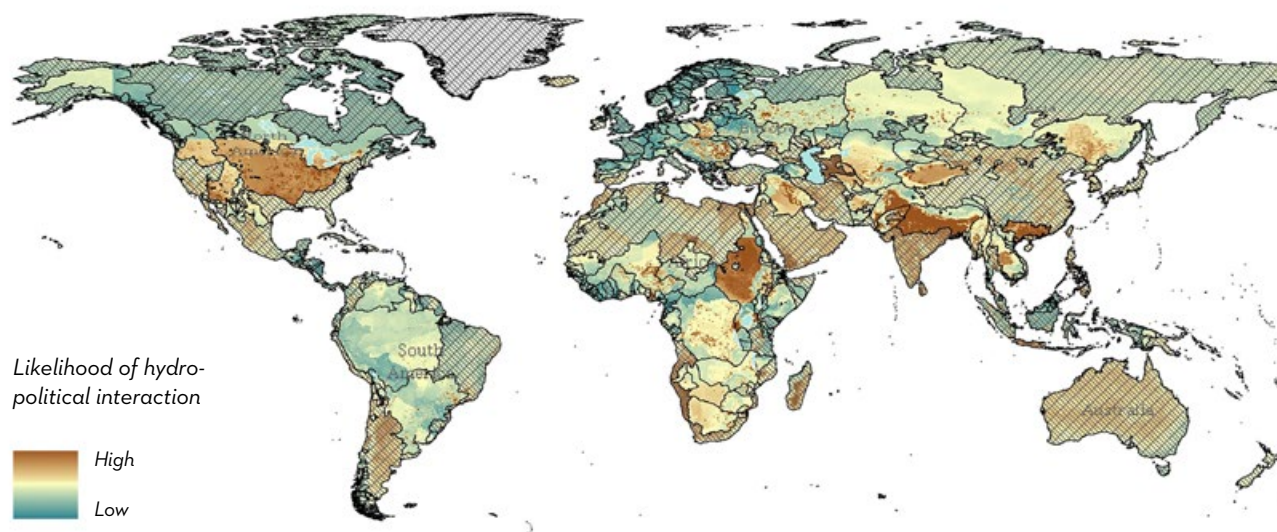 South
America
Australia
Likelihood of hydro-
political interaction
High
Low